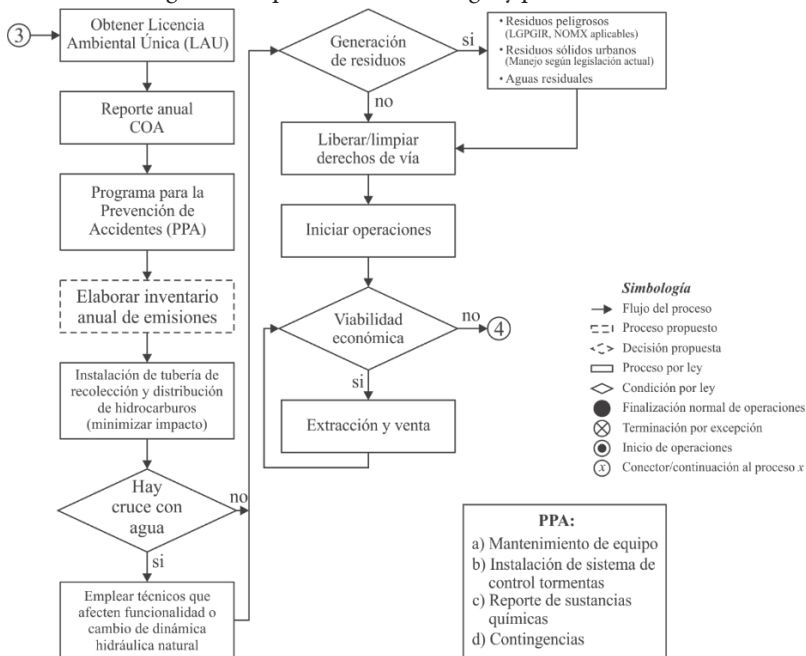 3
Obtener Licencia
Ambiental Única (LAU)
Reporte anual
COA
Programa para la
Prevención de
Accidentes (PPA)
Elaborar inventario
anual de emisiones
Instalación de tubería de
recolección y distribución
de hidrocarburos
(minimizar impacto)
Hay
cruce con
agua
no
si
Emplear técnicos que
afecten funcionalidad o
cambio de dinámica
hidráulica natural
Generación
de residuos
si
no
• Residuos peligrosos
(LGPGIR, NOMX aplicables)
• Residuos sólidos urbanos
(Manejo según legislación actual)
• Aguas residuales
Liberar/limpiar
derechos de vía
Iniciar operaciones
Viabilidad
económica
no
4
si
Extracción y venta
Simbología
Flujo del proceso
Proceso propuesto
Decisión propuesta
Proceso por ley
Condición por ley
Finalización normal de operaciones
Terminación por excepción
Inicio de operaciones
x Conector/continuación al proceso x
PPA:
a) Mantenimiento de equipo
b) Instalación de sistema de
control tormentas
c) Reporte de sustancias
químicas
d) Contingencias